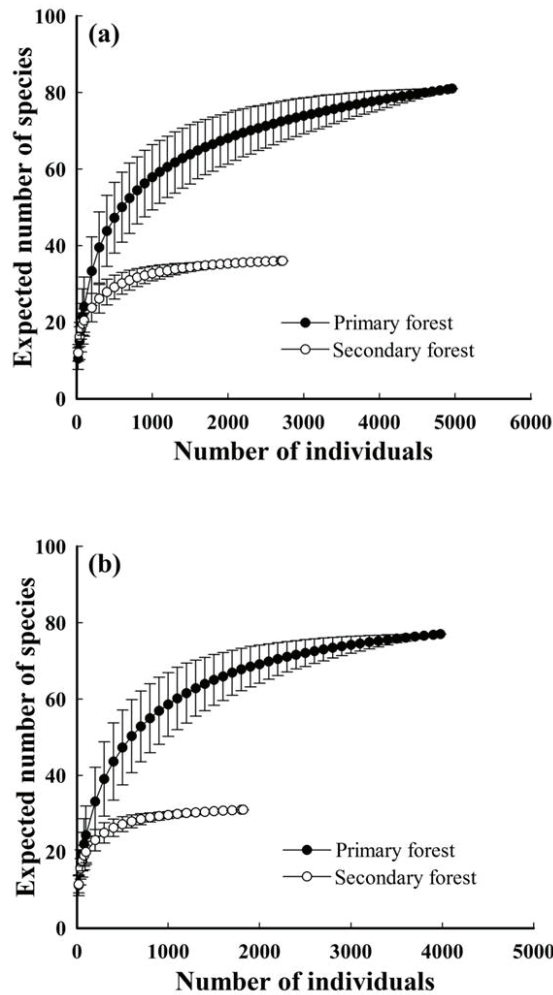 (a)
Expected number of species
100
80
60
40
20
0
Primary forest
Secondary forest
0 1000 2000 3000 4000 5000 6000
Number of individuals
(b)
Expected number of species
100
80
60
40
20
0
Primary forest
Secondary forest
0 1000 2000 3000 4000 5000
Number of individuals